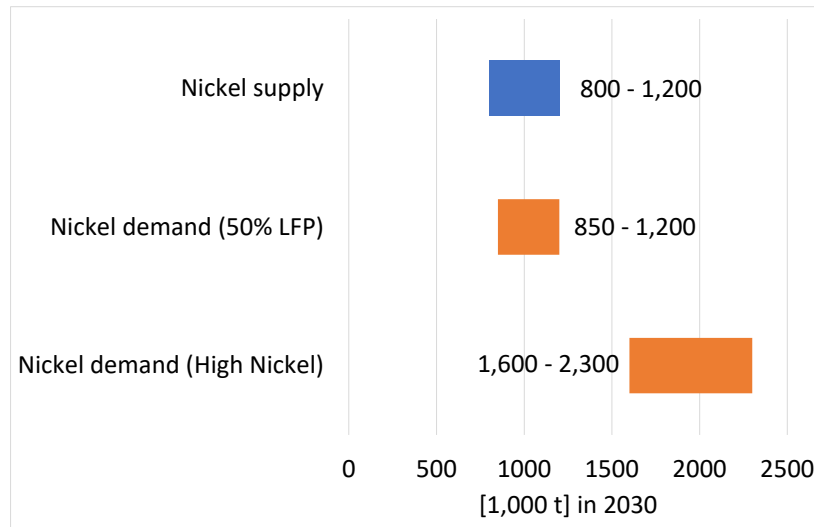 Nickel supply
800 - 1,200
Nickel demand (50% LFP)
850 - 1,200
Nickel demand (High Nickel)
1,600 - 2,300
0 500 1000 1500 2000 2500
[1,000 t] in 2030